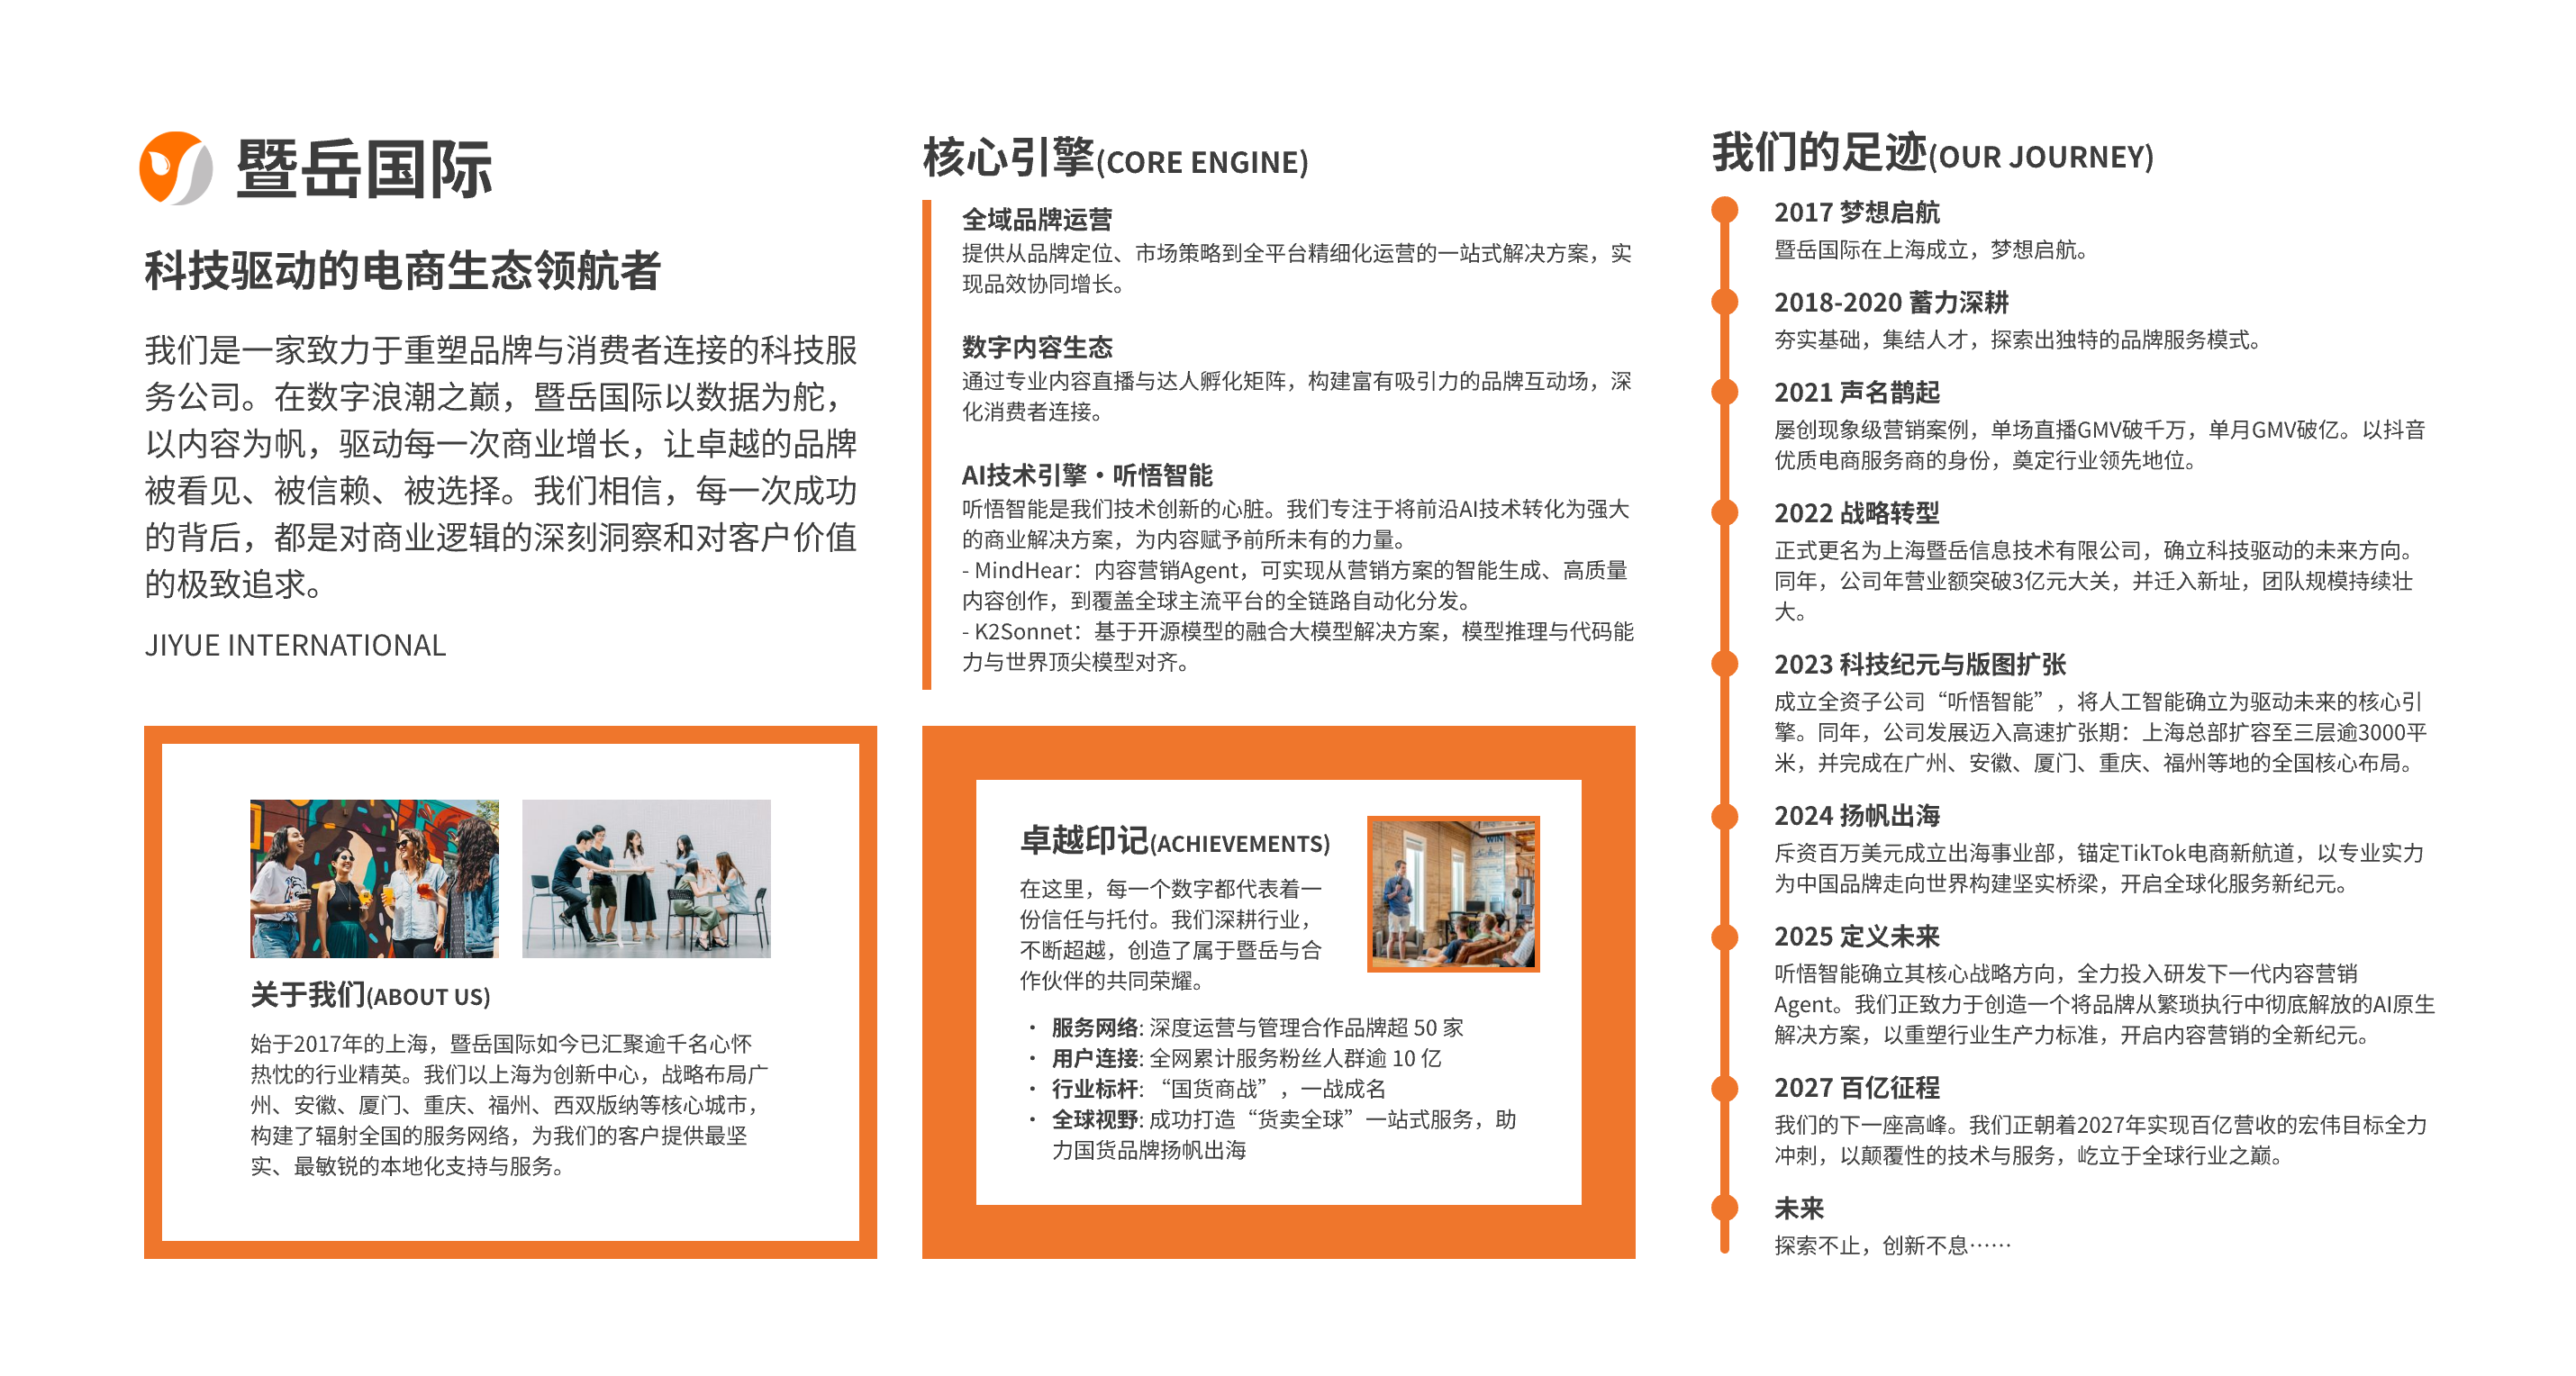 暨岳国际
科技驱动的电商生态领航者
我们是一家致力于重塑品牌与消费者连接的科技服
务公司。在数字浪潮之巅，暨岳国际以数据为舵，
以内容为帆，驱动每一次商业增长，让卓越的品牌
被看见、被信赖、被选择。我们相信，每一次成功
的背后，都是对商业逻辑的深刻洞察和对客户价值
的极致追求。
JIYUE INTERNATIONAL
关于我们(ABOUT US)
始于2017年的上海，暨岳国际如今已汇聚逾千名心怀
热忱的行业精英。我们以上海为创新中心，战略布局广
州、安徽、厦门、重庆、福州、西双版纳等核心城市，
构建了辐射全国的服务网络，为我们的客户提供最坚
实、最敏锐的本地化支持与服务。
核心引擎(CORE ENGINE)
全域品牌运营
提供从品牌定位、市场策略到全平台精细化运营的一站式解决方案，实
现品效协同增长。
数字内容生态
通过专业内容直播与达人孵化矩阵，构建富有吸引力的品牌互动场，深
化消费者连接。
AI技术引擎·听悟智能
听悟智能是我们技术创新的心脏。我们专注于将前沿AI技术转化为强大
的商业解决方案，为内容赋予前所未有的力量。
- MindHear：内容营销Agent，可实现从营销方案的智能生成、高质量
内容创作，到覆盖全球主流平台的全链路自动化分发。
- K2Sonnet：基于开源模型的融合大模型解决方案，模型推理与代码能
力与世界顶尖模型对齐。
卓越印记(ACHIEVEMENTS)
在这里，每一个数字都代表着一
份信任与托付。我们深耕行业，
不断超越，创造了属于暨岳与合
作伙伴的共同荣耀。
• 服务网络: 深度运营与管理合作品牌超 50 家
• 用户连接: 全网累计服务粉丝人群逾 10 亿
• 行业标杆: “国货商战”，一战成名
• 全球视野: 成功打造“货卖全球”一站式服务，助
力国货品牌扬帆出海
WIN
我们的足迹(OUR JOURNEY)
2017 梦想启航
暨岳国际在上海成立，梦想启航。
2018-2020 蓄力深耕
夯实基础，集结人才，探索出独特的品牌服务模式。
2021 声名鹊起
屡创现象级营销案例，单场直播GMV破千万，单月GMV破亿。以抖音
优质电商服务商的身份，奠定行业领先地位。
2022 战略转型
正式更名为上海暨岳信息技术有限公司，确立科技驱动的未来方向。
同年，公司年营业额突破3亿元大关，并迁入新址，团队规模持续壮
大。
2023 科技纪元与版图扩张
成立全资子公司“听悟智能”，将人工智能确立为驱动未来的核心引
擎。同年，公司发展迈入高速扩张期：上海总部扩容至三层逾3000平
米，并完成在广州、安徽、厦门、重庆、福州等地的全国核心布局。
2024 扬帆出海
斥资百万美元成立出海事业部，锚定TikTok电商新航道，以专业实力
为中国品牌走向世界构建坚实桥梁，开启全球化服务新纪元。
2025 定义未来
听悟智能确立其核心战略方向，全力投入研发下一代内容营销
Agent。我们正致力于创造一个将品牌从繁琐执行中彻底解放的AI原生
解决方案，以重塑行业生产力标准，开启内容营销的全新纪元。
2027 百亿征程
我们的下一座高峰。我们正朝着2027年实现百亿营收的宏伟目标全力
冲刺，以颠覆性的技术与服务，屹立于全球行业之巅。
未来
探索不止，创新不息……